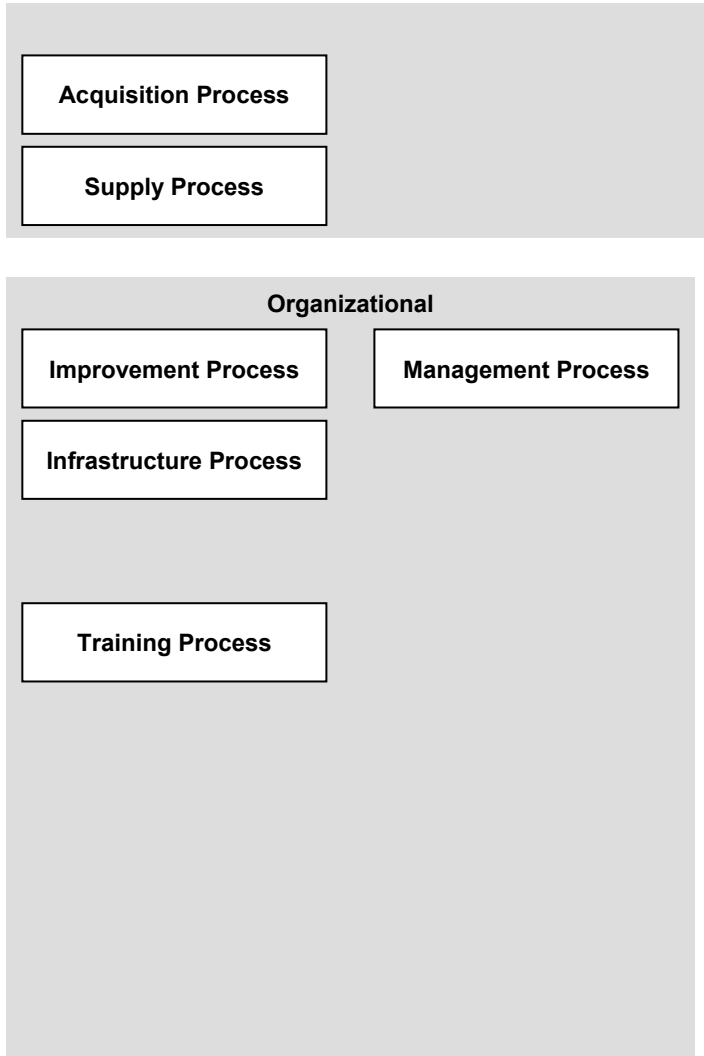 Acquisition Process
Supply Process
Organizational
Improvement Process
Management Process
Infrastructure Process
Training Process